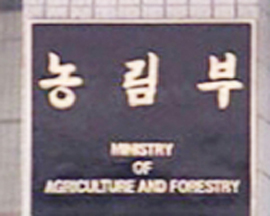 농림부
MINISTRY
OF
AGRICULTURE AND FORESTRY